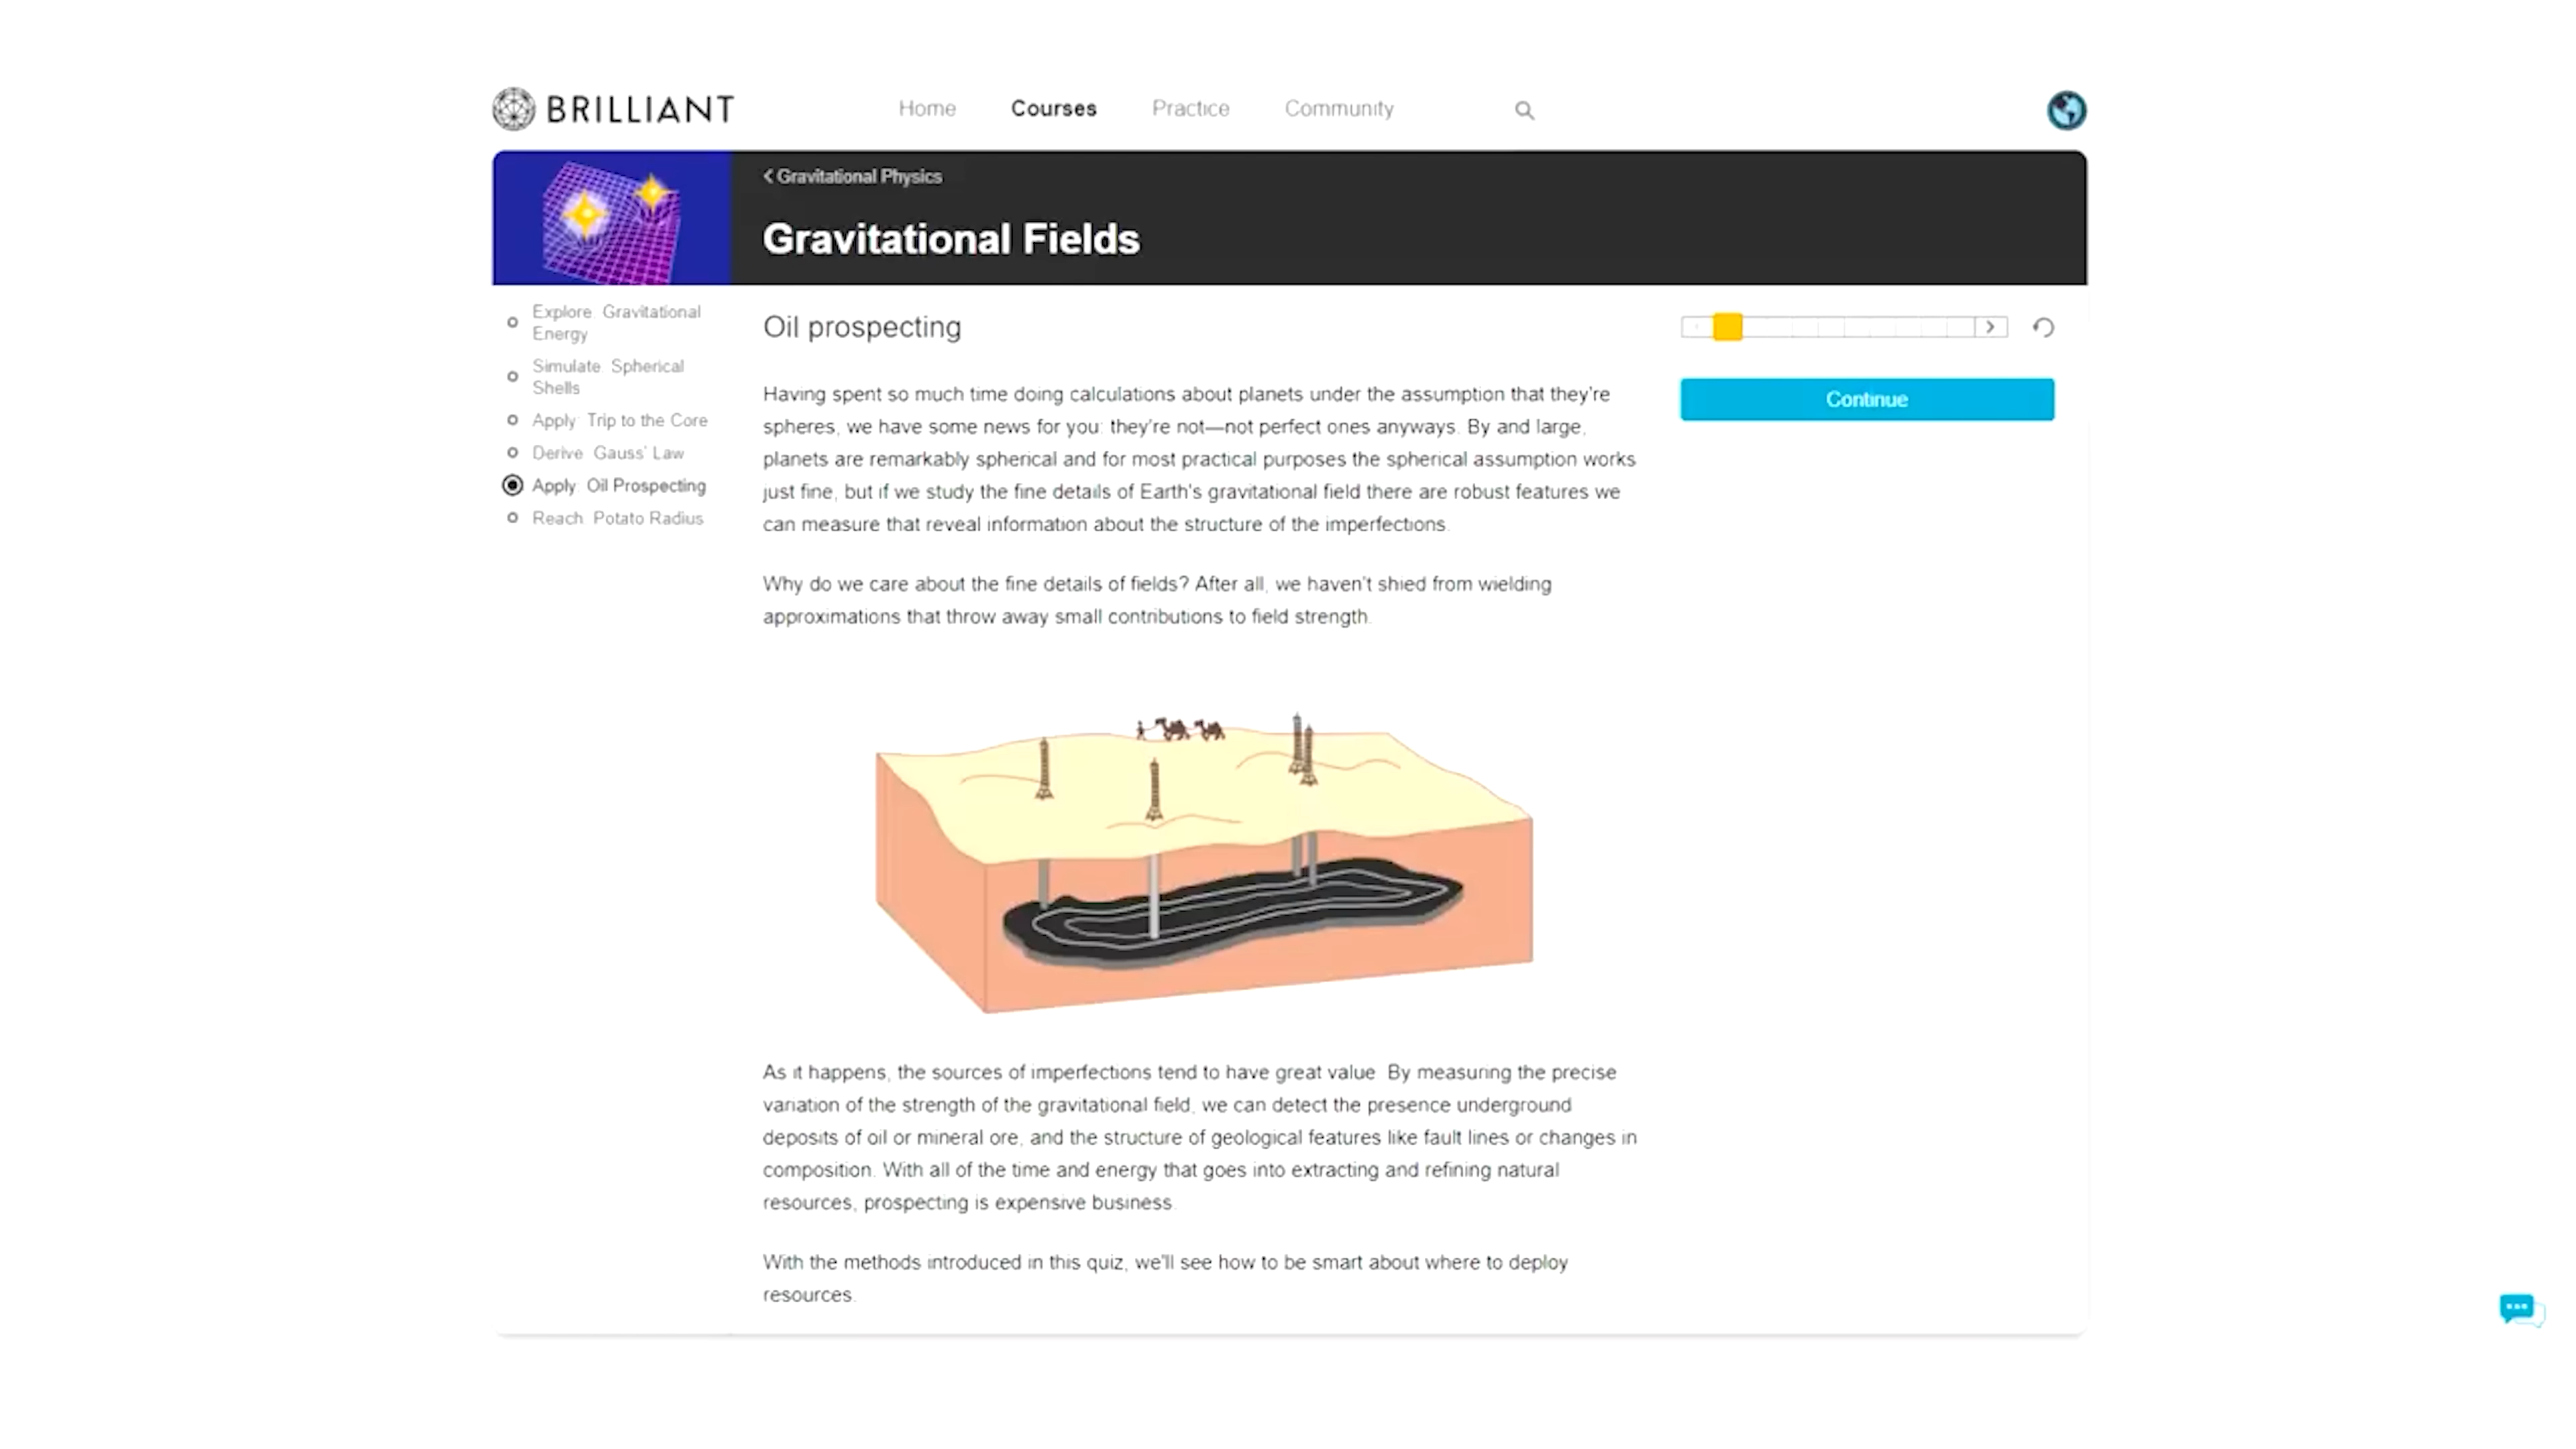 BRILLIANT
Home
Courses
Practice
Community
Gravitational Physics
Gravitational Fields
Explore: Gravitational
Energy
Simulate: Spherical
Shells
Apply: Trip to the Core
Derive: Gauss' Law
Apply: Oil Prospecting
Reach: Potato Radius
Oil prospecting
Continue
Having spent so much time doing calculations about planets under the assumption that they're
spheres, we have some news for you: they're not—not perfect ones anyways. By and large,
planets are remarkably spherical and for most practical purposes the spherical assumption works
just fine, but if we study the fine details of Earth's gravitational field there are robust features we
can measure that reveal information about the structure of the imperfections.
Why do we care about the fine details of fields? After all, we haven't shied from wielding
approximations that throw away small contributions to field strength.
As it happens, the sources of imperfections tend to have great value. By measuring the precise
variation of the strength of the gravitational field, we can detect the presence underground
deposits of oil or mineral ore, and the structure of geological features like fault lines or changes in
composition. With all of the time and energy that goes into extracting and refining natural
resources, prospecting is expensive business.
With the methods introduced in this quiz, we'll see how to be smart about where to deploy
resources.